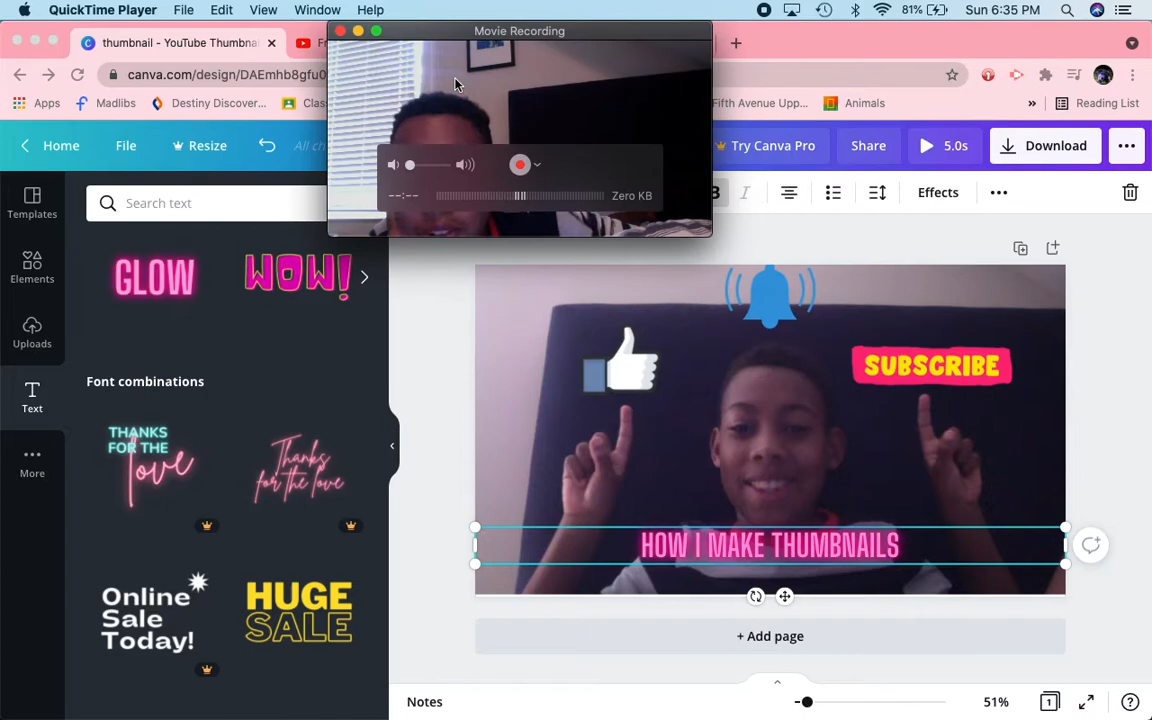 QuickTime Player File Edit View Window Help 81% Sun 6:35 PM
Movie Recording
thumbnail - YouTube Thumbna
canva.com/design/DAEmhb8gfu0
Apps Madlibs Destiny Discover... Fifth Avenue Upp... Animals » Reading List
Home File Resize Try Canva Pro Share 5.0s Download
--:-- Zero KB
B I Effects
Templates
Elements
Uploads
Text
More
Search text
GLOW WOW!
Font combinations
THANKS
FOR THE
love
Thanks
for the love
Online
Sale
Today!
HUGE
SALE
SUBSCRIBE
HOW I MAKE THUMBNAILS
+ Add page
Notes 51% 1